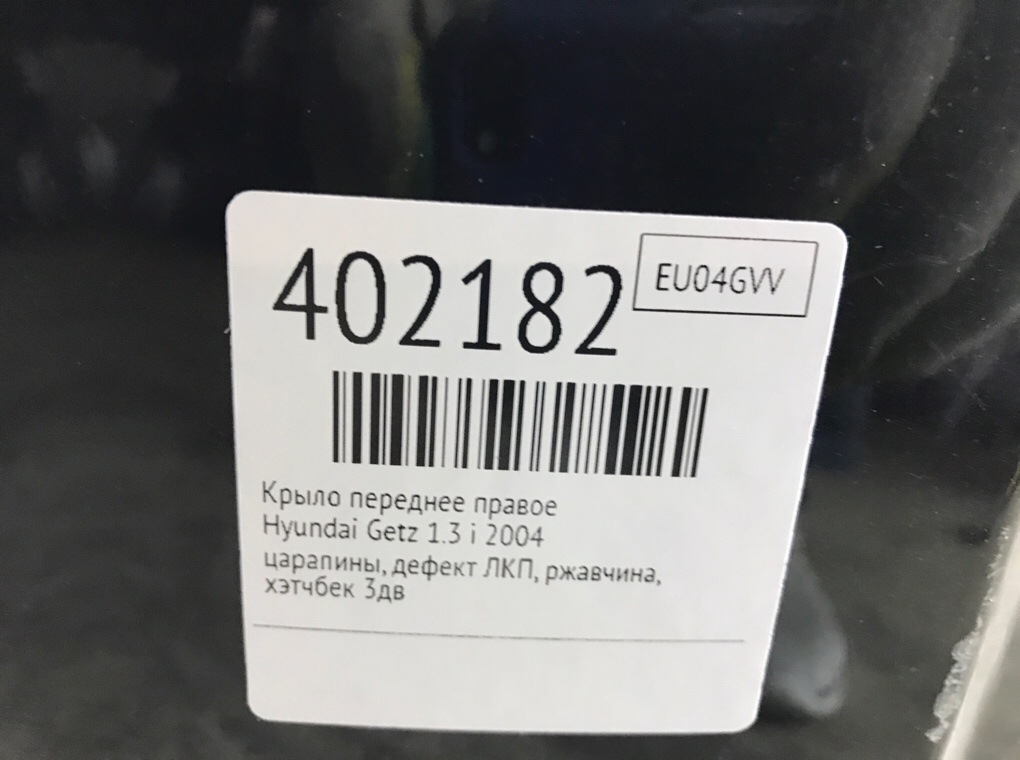 402182
EU04GVV
Крыло переднее правое
Hyundai Getz 1.3 i 2004
царапины, дефект ЛКП, ржавчина,
хэтчбек 3дв